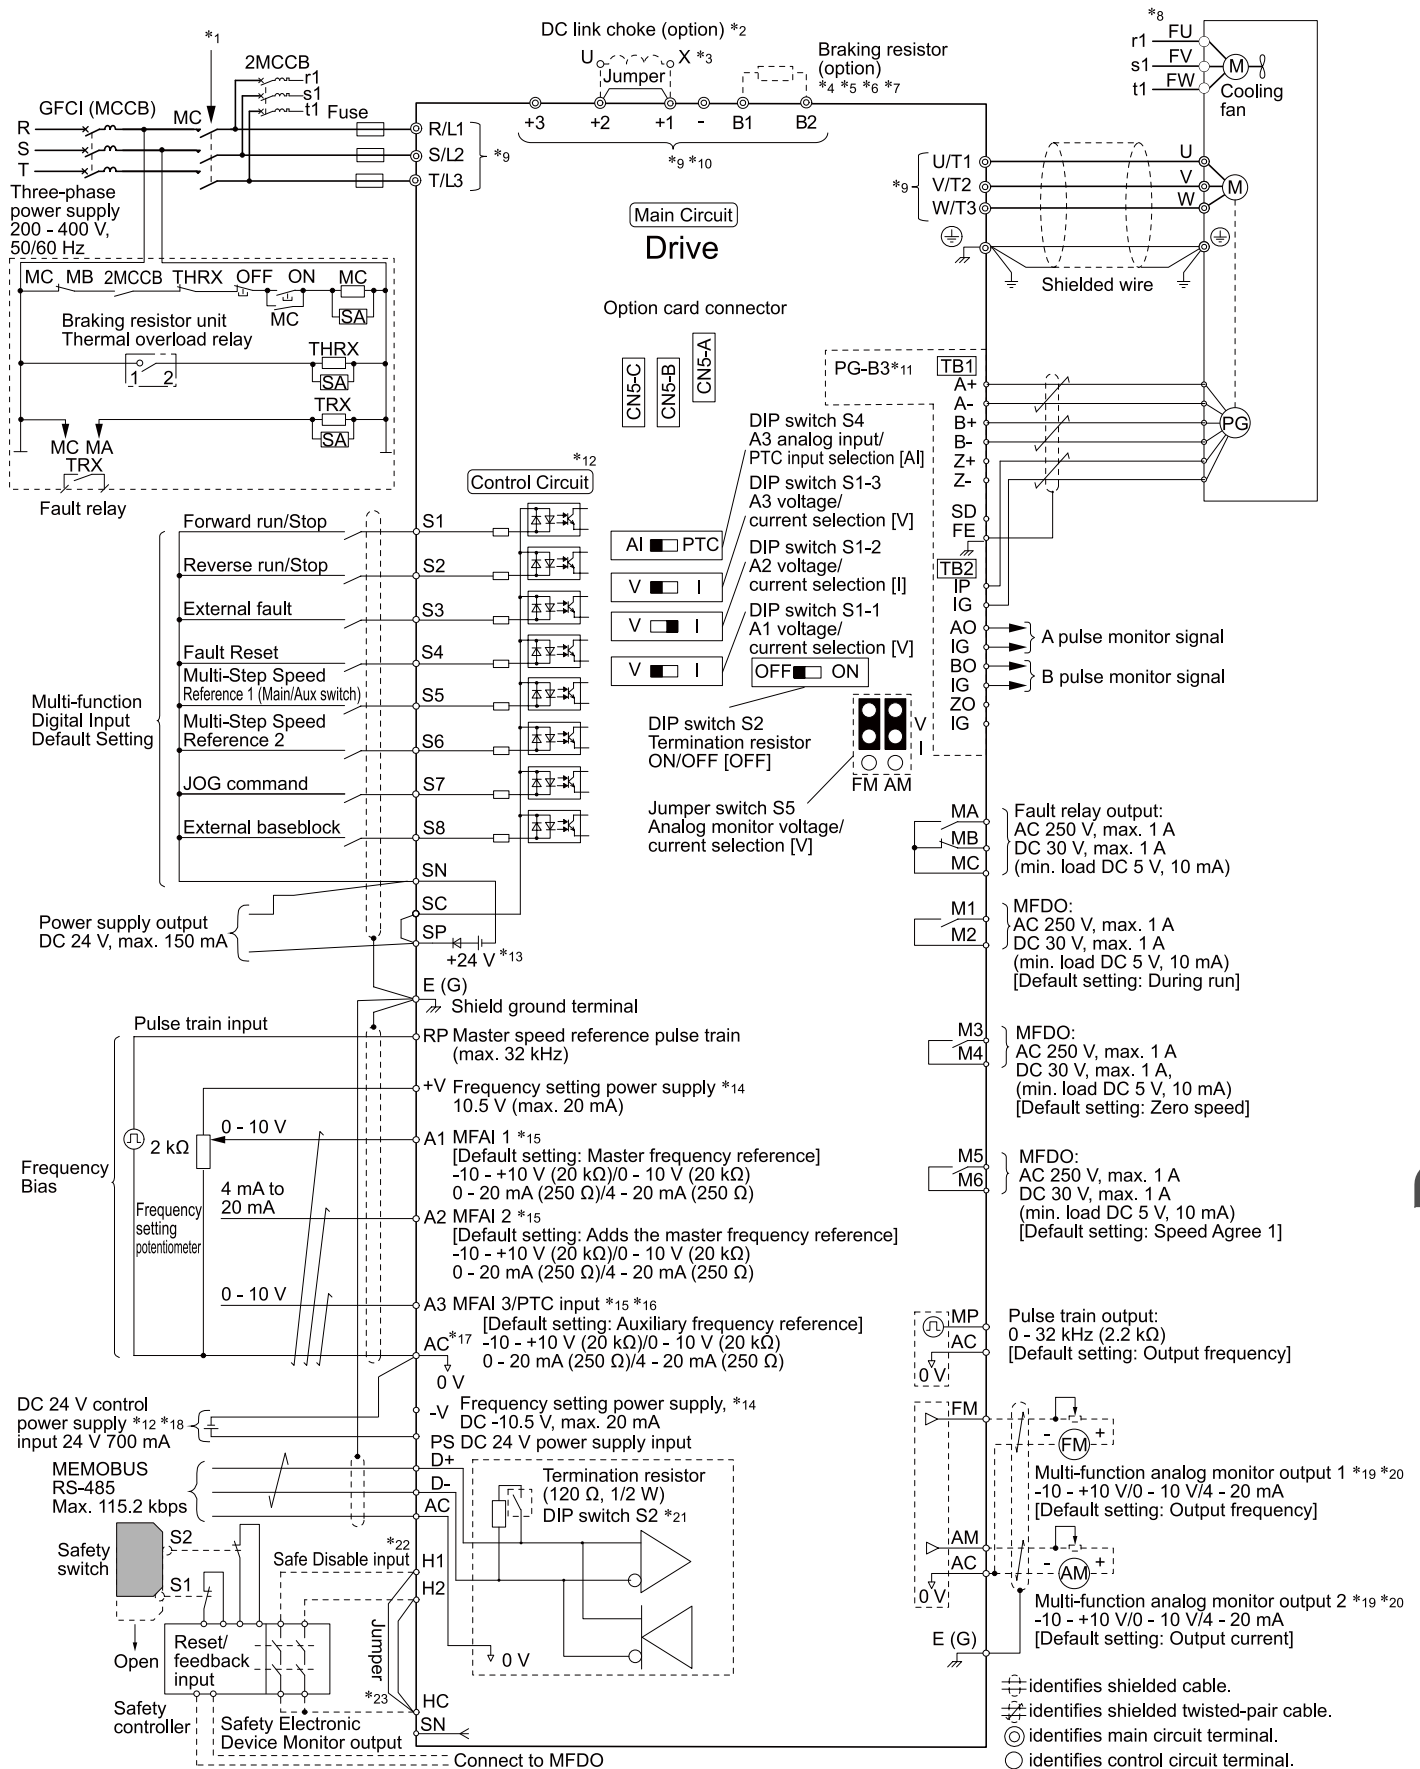 *1
DC link choke (option) *2
U X *3
Jumper
Braking resistor
(option)
*4 *5 *6 *7
*8
r1 FU
s1 FV
t1 FW
M
Cooling
fan
2MCCB
r1
s1
t1
GFCI (MCCB)
MC
Fuse
R
S
T
R/L1
S/L2
T/L3
*9
+3 +2 +1 - B1 B2
*9 *10
Three-phase
power supply
200 - 400 V,
50/60 Hz
Main Circuit
Drive
*9
U/T1
V/T2
W/T3
U
V
W
M
Shielded wire
MC MB 2MCCB THRX OFF ON MC
MC
SA
Braking resistor unit
Thermal overload relay
1 2
THRX
SA
TRX
SA
MC MA
TRX
Fault relay
Option card connector
CN5-C
CN5-B
CN5-A
PG-B3*11
TB1
A+
A-
B+
B-
Z+
Z-
SD
FE
TB2
IP
IG
AO
IG
BO
IG
ZO
IG
PG
A pulse monitor signal
B pulse monitor signal
DIP switch S4
A3 analog input/
PTC input selection [AI]
DIP switch S1-3
A3 voltage/
current selection [V]
DIP switch S1-2
A2 voltage/
current selection [I]
DIP switch S1-1
A1 voltage/
current selection [V]
AI PTC
V I
V I
V I
OFF ON
DIP switch S2
Termination resistor
ON/OFF [OFF]
V
I
FM AM
Jumper switch S5
Analog monitor voltage/
current selection [V]
*12
Control Circuit
Multi-function
Digital Input
Default Setting
Forward run/Stop S1
Reverse run/Stop S2
External fault S3
Fault Reset S4
Multi-Step Speed
Reference 1 (Main/Aux switch) S5
Multi-Step Speed
Reference 2 S6
JOG command S7
External baseblock S8
SN
SC
SP
Power supply output
DC 24 V, max. 150 mA
+24 V *13
E (G)
Shield ground terminal
MA
MB
MC
Fault relay output:
AC 250 V, max. 1 A
DC 30 V, max. 1 A
(min. load DC 5 V, 10 mA)
M1
M2
MFDO:
AC 250 V, max. 1 A
DC 30 V, max. 1 A
(min. load DC 5 V, 10 mA)
[Default setting: During run]
M3
M4
MFDO:
AC 250 V, max. 1 A
DC 30 V, max. 1 A,
(min. load DC 5 V, 10 mA)
[Default setting: Zero speed]
M5
M6
MFDO:
AC 250 V, max. 1 A
DC 30 V, max. 1 A
(min. load DC 5 V, 10 mA)
[Default setting: Speed Agree 1]
Pulse train input
RP Master speed reference pulse train
(max. 32 kHz)
+V Frequency setting power supply *14
10.5 V (max. 20 mA)
Frequency
Bias
2 kΩ
0 - 10 V
A1 MFAI 1 *15
[Default setting: Master frequency reference]
-10 - +10 V (20 kΩ)/0 - 10 V (20 kΩ)
0 - 20 mA (250 Ω)/4 - 20 mA (250 Ω)
Frequency
setting
potentiometer
4 mA to
20 mA
A2 MFAI 2 *15
[Default setting: Adds the master frequency reference]
-10 - +10 V (20 kΩ)/0 - 10 V (20 kΩ)
0 - 20 mA (250 Ω)/4 - 20 mA (250 Ω)
0 - 10 V
A3 MFAI 3/PTC input *15 *16
[Default setting: Auxiliary frequency reference]
-10 - +10 V (20 kΩ)/0 - 10 V (20 kΩ)
0 - 20 mA (250 Ω)/4 - 20 mA (250 Ω)
AC *17
0 V
-V Frequency setting power supply, *14
DC -10.5 V, max. 20 mA
PS DC 24 V power supply input
DC 24 V control
power supply *12 *18
input 24 V 700 mA
MEMOBUS
RS-485
Max. 115.2 kbps
D+
D-
AC
Termination resistor
(120 Ω, 1/2 W)
DIP switch S2 *21
0 V
MP
AC
0 V
Pulse train output:
0 - 32 kHz (2.2 kΩ)
[Default setting: Output frequency]
FM
- +
FM
Multi-function analog monitor output 1 *19 *20
-10 - +10 V/0 - 10 V/4 - 20 mA
[Default setting: Output frequency]
AM
AC
0 V
- +
AM
Multi-function analog monitor output 2 *19 *20
-10 - +10 V/0 - 10 V/4 - 20 mA
[Default setting: Output current]
E (G)
Safety
switch
S2
S1
Open
*22
Safe Disable input
H1
H2
Jumper
*23
HC
SN
Reset/
feedback
input
Safety
controller
Safety Electronic
Device Monitor output
Connect to MFDO
identifies shielded cable.
identifies shielded twisted-pair cable.
identifies main circuit terminal.
identifies control circuit terminal.